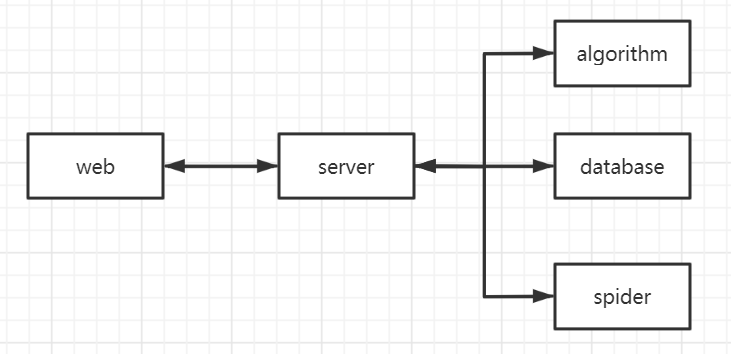 algorithm
web
server
database
spider